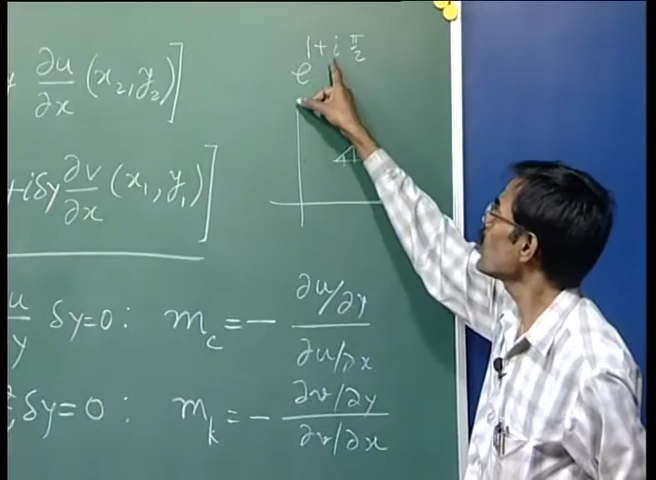 e^{1+i π/2}
∂u/∂x (x₂,y₂)]
+iδy ∂v/∂x (x₁,y₁)]
δy=0 : m_c = − (∂u/∂y)/(∂u/∂x)
δy=0 : m_k = − (∂v/∂y)/(∂v/∂x)